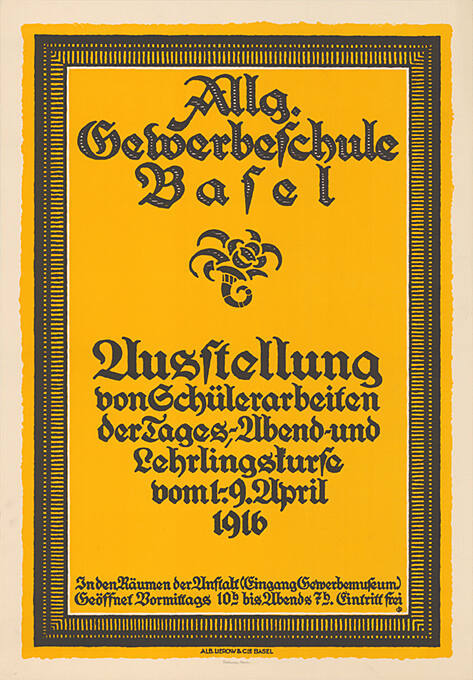 Allg.
Gewerbeschule
Basel
Ausstellung
von Schülerarbeiten
der Tages-, Abend- und
Lehrlingskurse
vom 1.-9. April
1916
In den Räumen der Anstalt (Eingang Gewerbemuseum)
Geöffnet Vormittags 10 h bis Abends 7 h. Eintritt frei
ALB. LIEROW & CIE BASEL